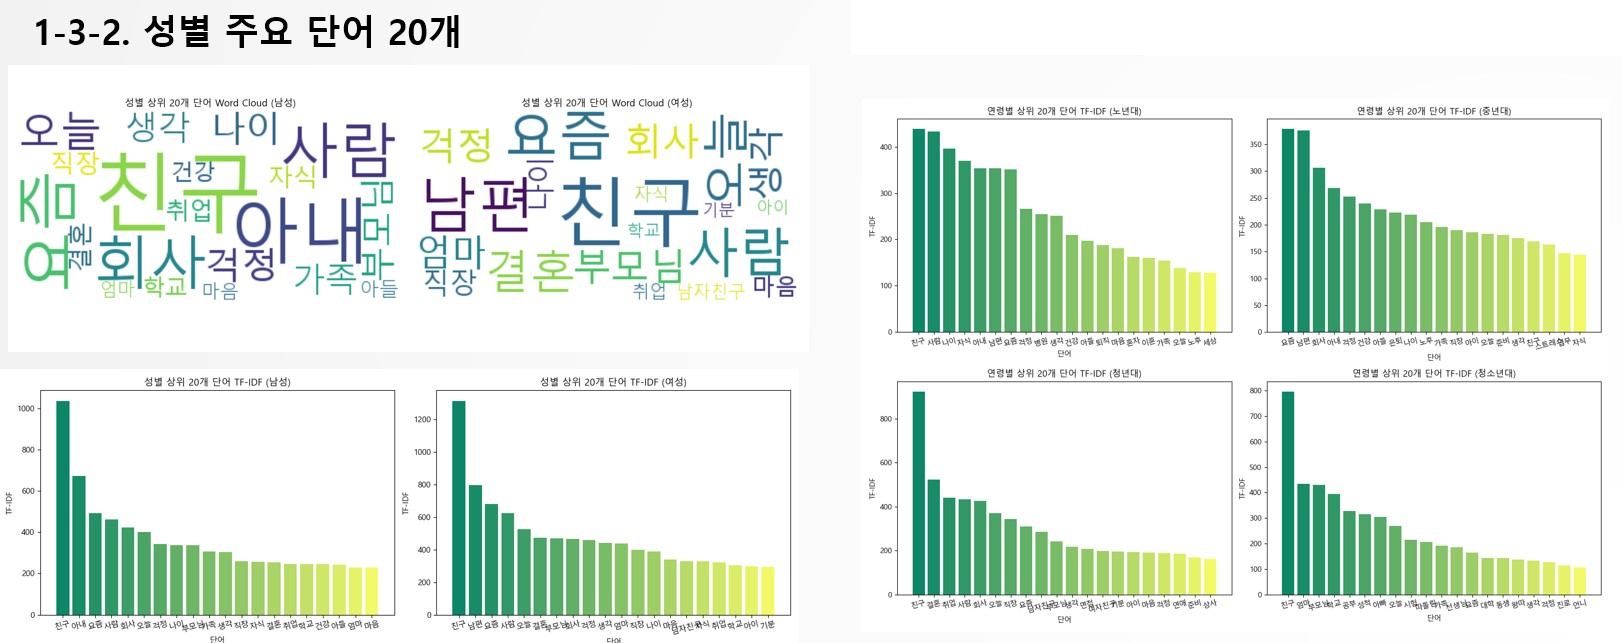 1-3-2. 성별 주요 단어 20개
성별 상위 20개 단어 Word Cloud (남성)
오늘 생각 나이 사람
직장 친구 건강 자식
요즘 취업 아내 부모님
결혼 회사 걱정 가족
엄마 학교 마음 아들
성별 상위 20개 단어 Word Cloud (여성)
걱정 요즘 회사 오늘 생각
남편 나이 친구 자식 기분 아이
엄마 학교 사람
직장 결혼 부모님
취업 남자친구 마음
성별 상위 20개 단어 TF-IDF (남성)
TF-IDF
1000
800
600
400
200
0
친구 아내 요즘 사람 회사 오늘 걱정 나이 부모님 가족 생각 직장 자식 결혼 취업 학교 건강 아들 엄마 마음
단어
성별 상위 20개 단어 TF-IDF (여성)
TF-IDF
1200
1000
800
600
400
200
0
친구 남편 요즘 사람 오늘 결혼 부모님 회사 걱정 생각 엄마 직장 나이 마음 남자친구 자식 취업 학교 아이 기분
단어
연령별 상위 20개 단어 TF-IDF (노년대)
TF-IDF
400
300
200
100
0
친구 사람 나이 자식 아내 남편 요즘 걱정 병원 생각 건강 아들 퇴직 마음 혼자 이혼 가족 오늘 노후 세상
단어
연령별 상위 20개 단어 TF-IDF (중년대)
TF-IDF
350
300
250
200
150
100
50
0
요즘 남편 회사 아내 걱정 건강 아들 은퇴 나이 노후 가족 직장 아이 오늘 준비 생각 친구 스트레스 업무 자식
단어
연령별 상위 20개 단어 TF-IDF (청년대)
TF-IDF
800
600
400
200
0
친구 결혼 취업 사람 회사 오늘 직장 요즘 남자친구 부모님 생각 면접 여자친구 기분 아이 마음 걱정 연애 준비 상사
단어
연령별 상위 20개 단어 TF-IDF (청소년대)
TF-IDF
800
700
600
500
400
300
200
100
0
친구 엄마 부모님 학교 공부 성적 아빠 오늘 시험 가족 선생님 요즘 대학 동생 왕따 생각 걱정 진로 언니
단어